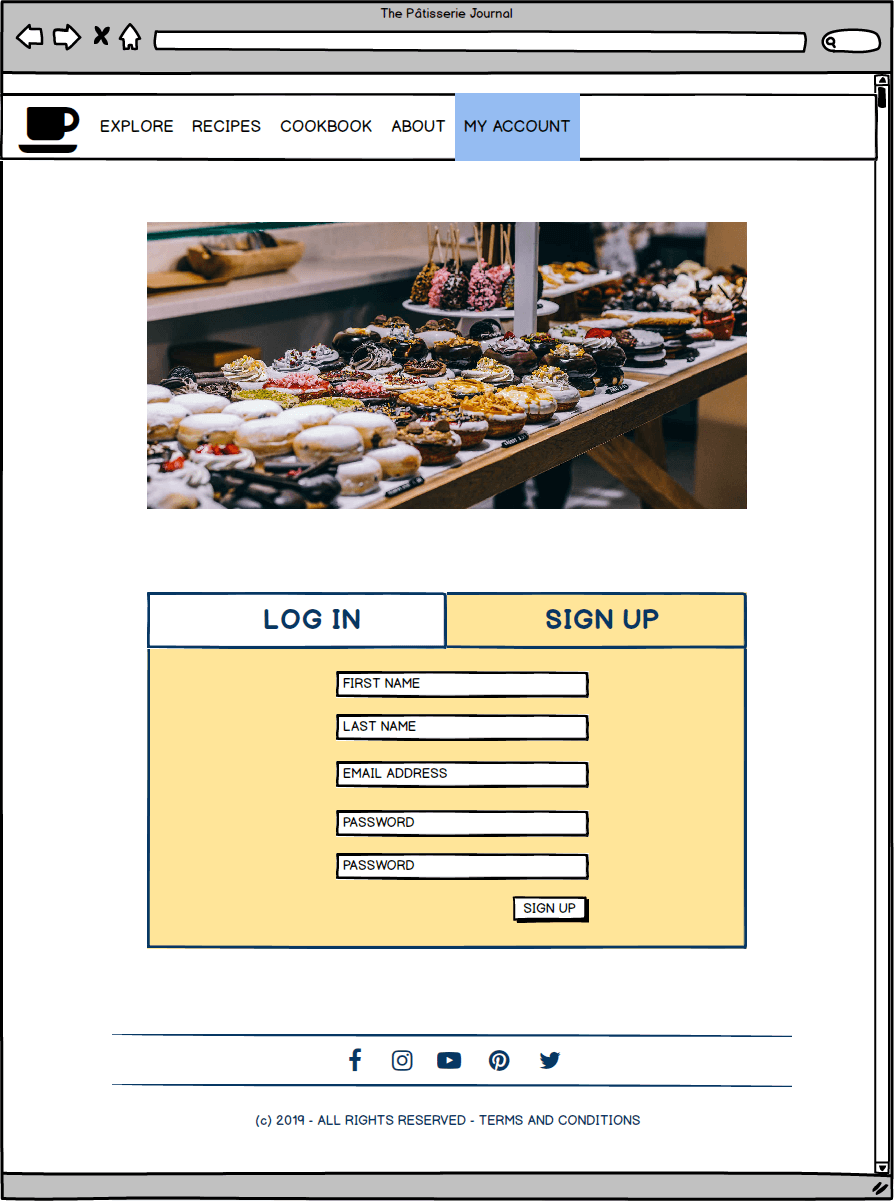 The Pâtisserie Journal
EXPLORE RECIPES COOKBOOK ABOUT MY ACCOUNT
LOG IN SIGN UP
FIRST NAME
LAST NAME
EMAIL ADDRESS
PASSWORD
PASSWORD
SIGN UP
(c) 2019 - ALL RIGHTS RESERVED - TERMS AND CONDITIONS